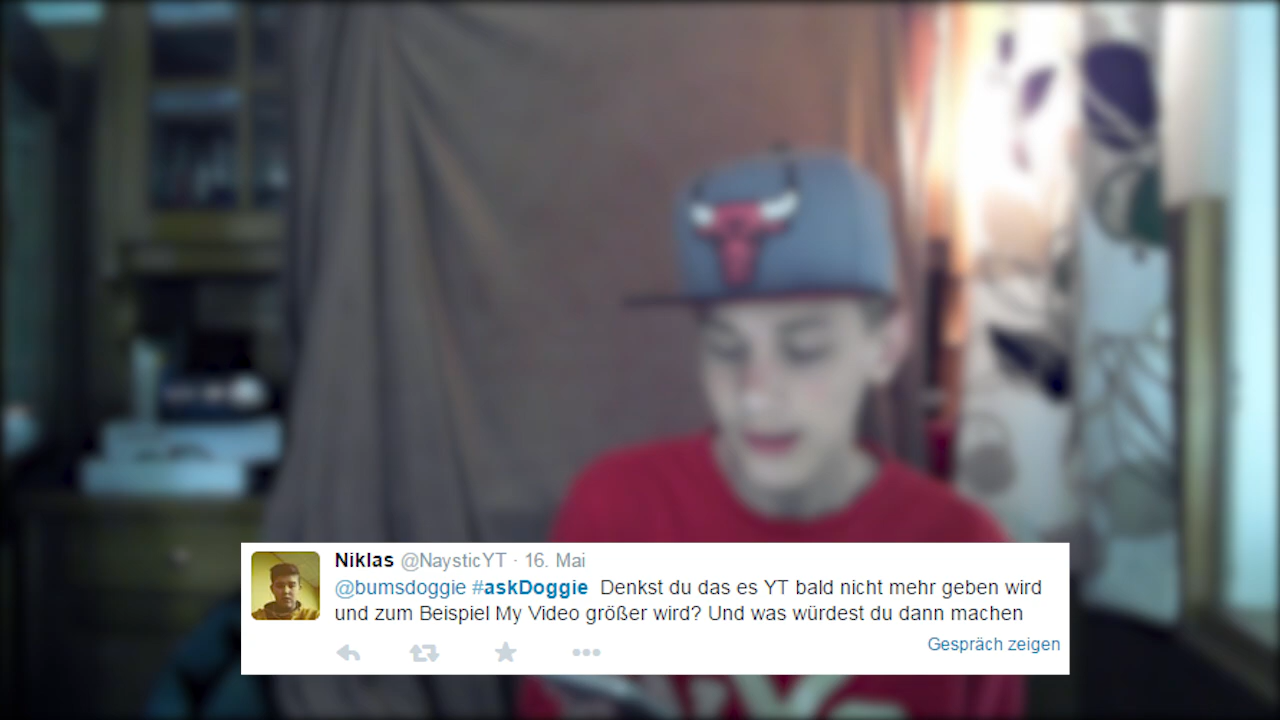 Niklas @NaysticYT · 16. Mai
@bumsdoggie #askDoggie Denkst du das es YT bald nicht mehr geben wird
und zum Beispiel My Video größer wird? Und was würdest du dann machen
Gespräch zeigen